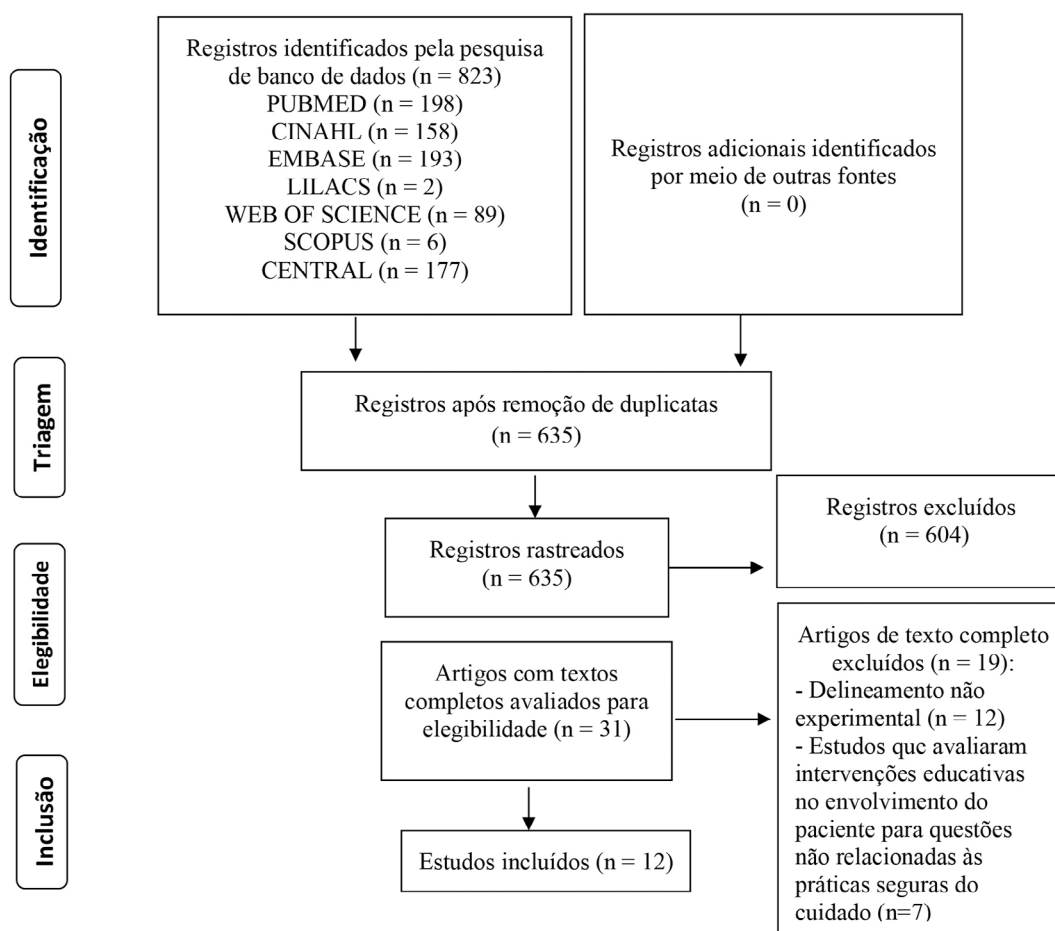 Identificação
Registros identificados pela pesquisa
de banco de dados (n = 823)
PUBMED (n = 198)
CINAHL (n = 158)
EMBASE (n = 193)
LILACS (n = 2)
WEB OF SCIENCE (n = 89)
SCOPUS (n = 6)
CENTRAL (n = 177)
Registros adicionais identificados
por meio de outras fontes
(n = 0)
Triagem
Registros após remoção de duplicatas
(n = 635)
Elegibilidade
Registros rastreados
(n = 635)
Registros excluídos
(n = 604)
Artigos com textos
completos avaliados para
elegibilidade (n = 31)
Artigos de texto completo
excluídos (n = 19):
- Delineamento não
experimental (n = 12)
- Estudos que avaliaram
intervenções educativas
no envolvimento do
paciente para questões
não relacionadas às
práticas seguras do
cuidado (n=7)
Inclusão
Estudos incluídos (n = 12)